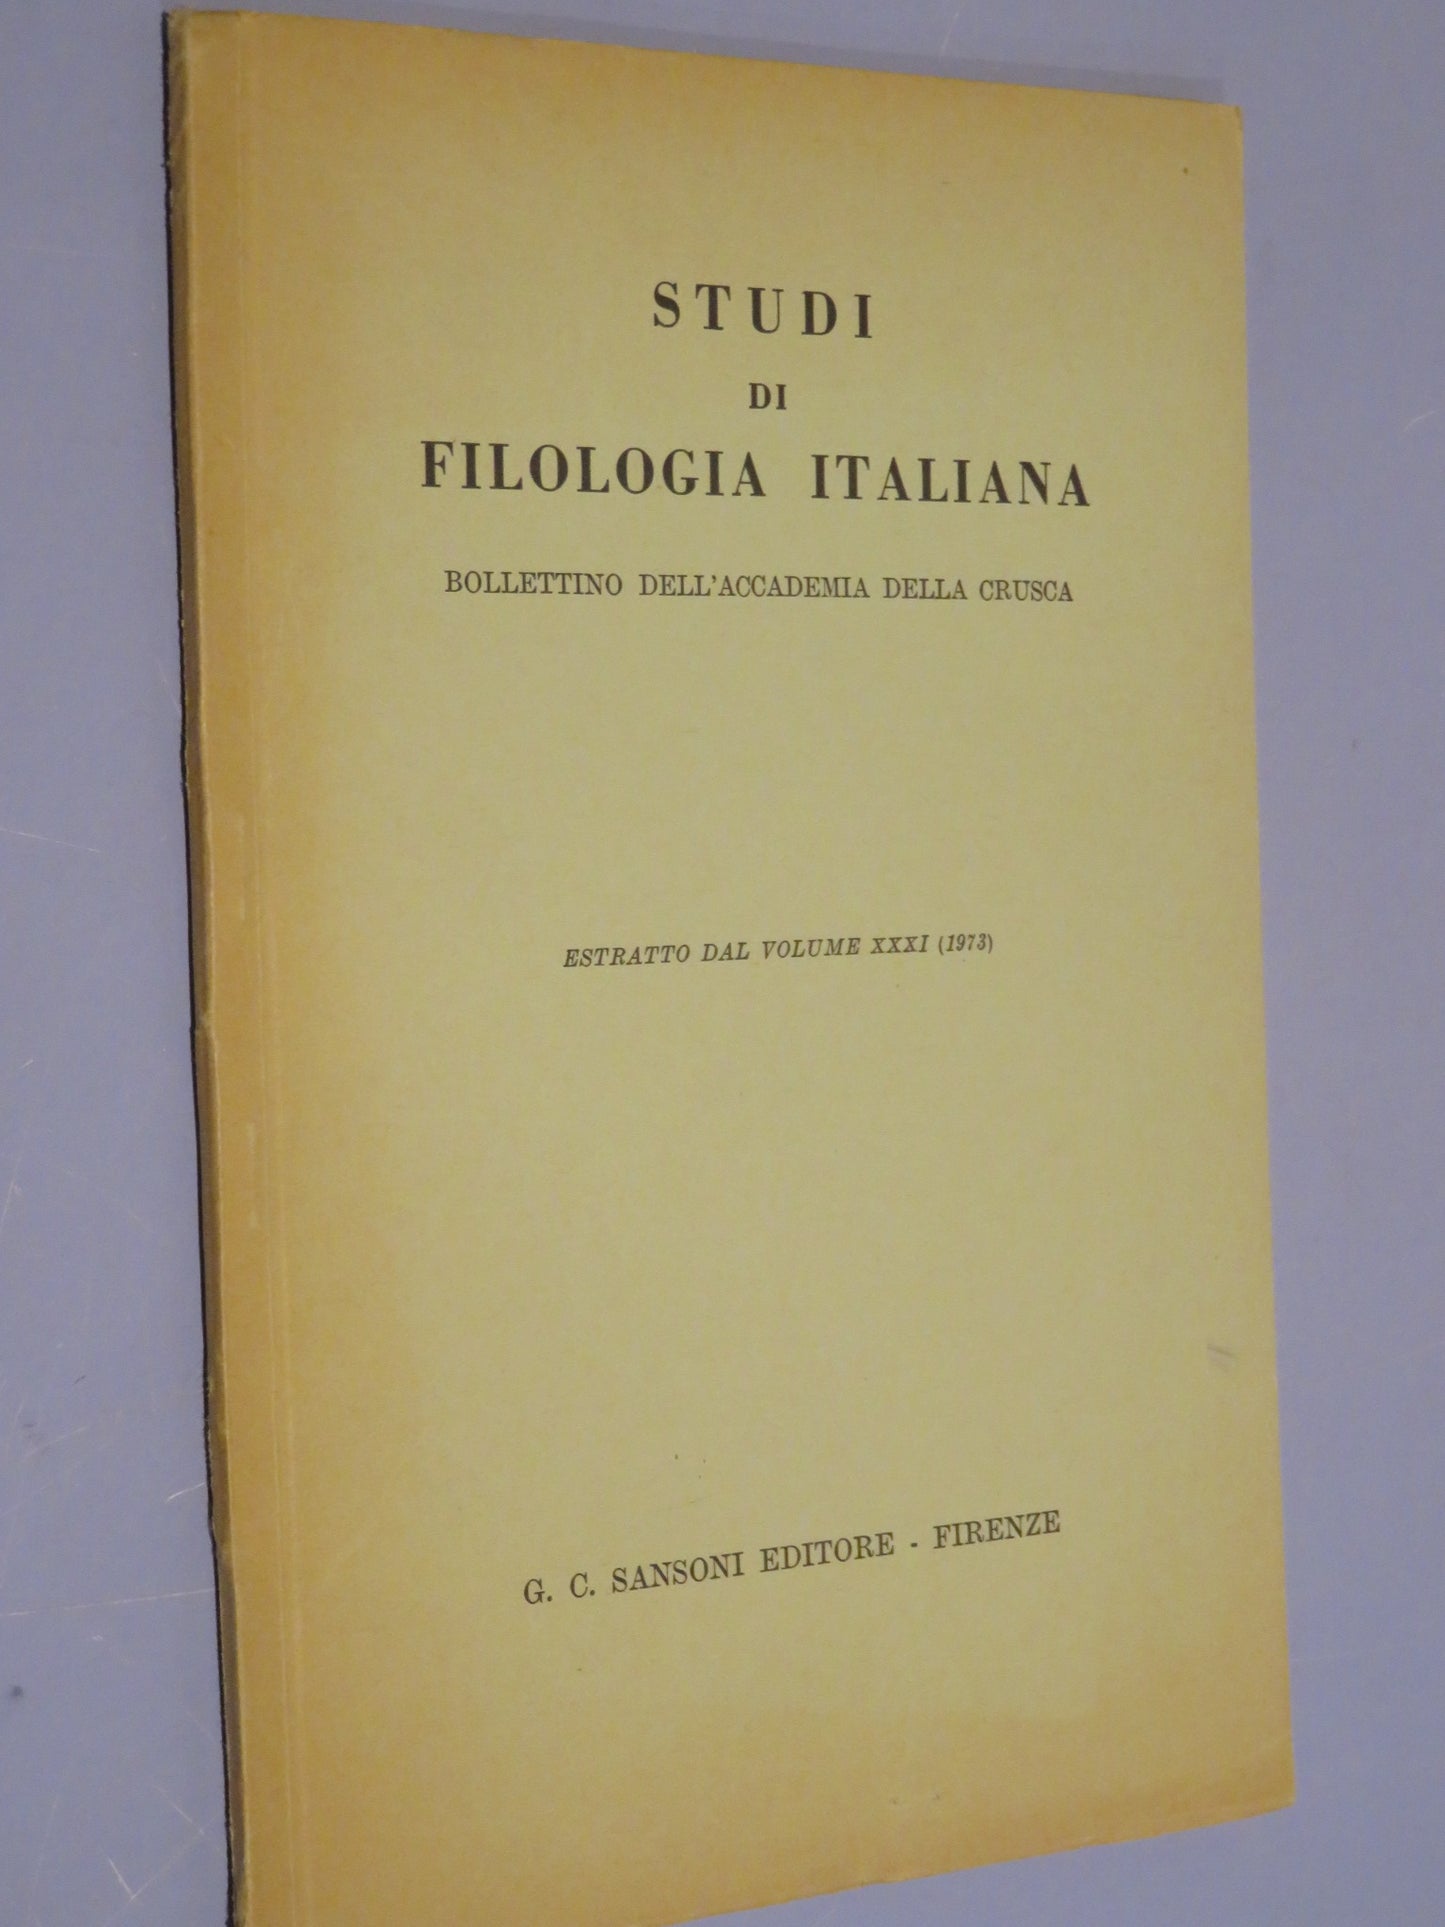 STUDI
DI
FILOLOGIA ITALIANA
BOLLETTINO DELL'ACCADEMIA DELLA CRUSCA
ESTRATTO DAL VOLUME XXXI (1973)
G. C. SANSONI EDITORE - FIRENZE